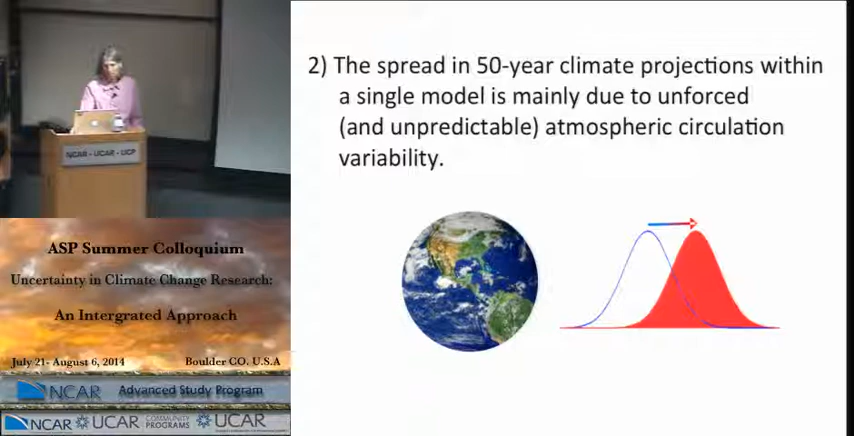 2) The spread in 50-year climate projections within
a single model is mainly due to unforced
(and unpredictable) atmospheric circulation
variability.
NCAR - UCAR - UCP
ASP Summer Colloquium
Uncertainty in Climate Change Research:
An Intergrated Approach
July 21- August 6, 2014 Boulder CO. U.S.A
NCAR Advanced Study Program
NCAR UCAR COMMUNITY PROGRAMS UCAR